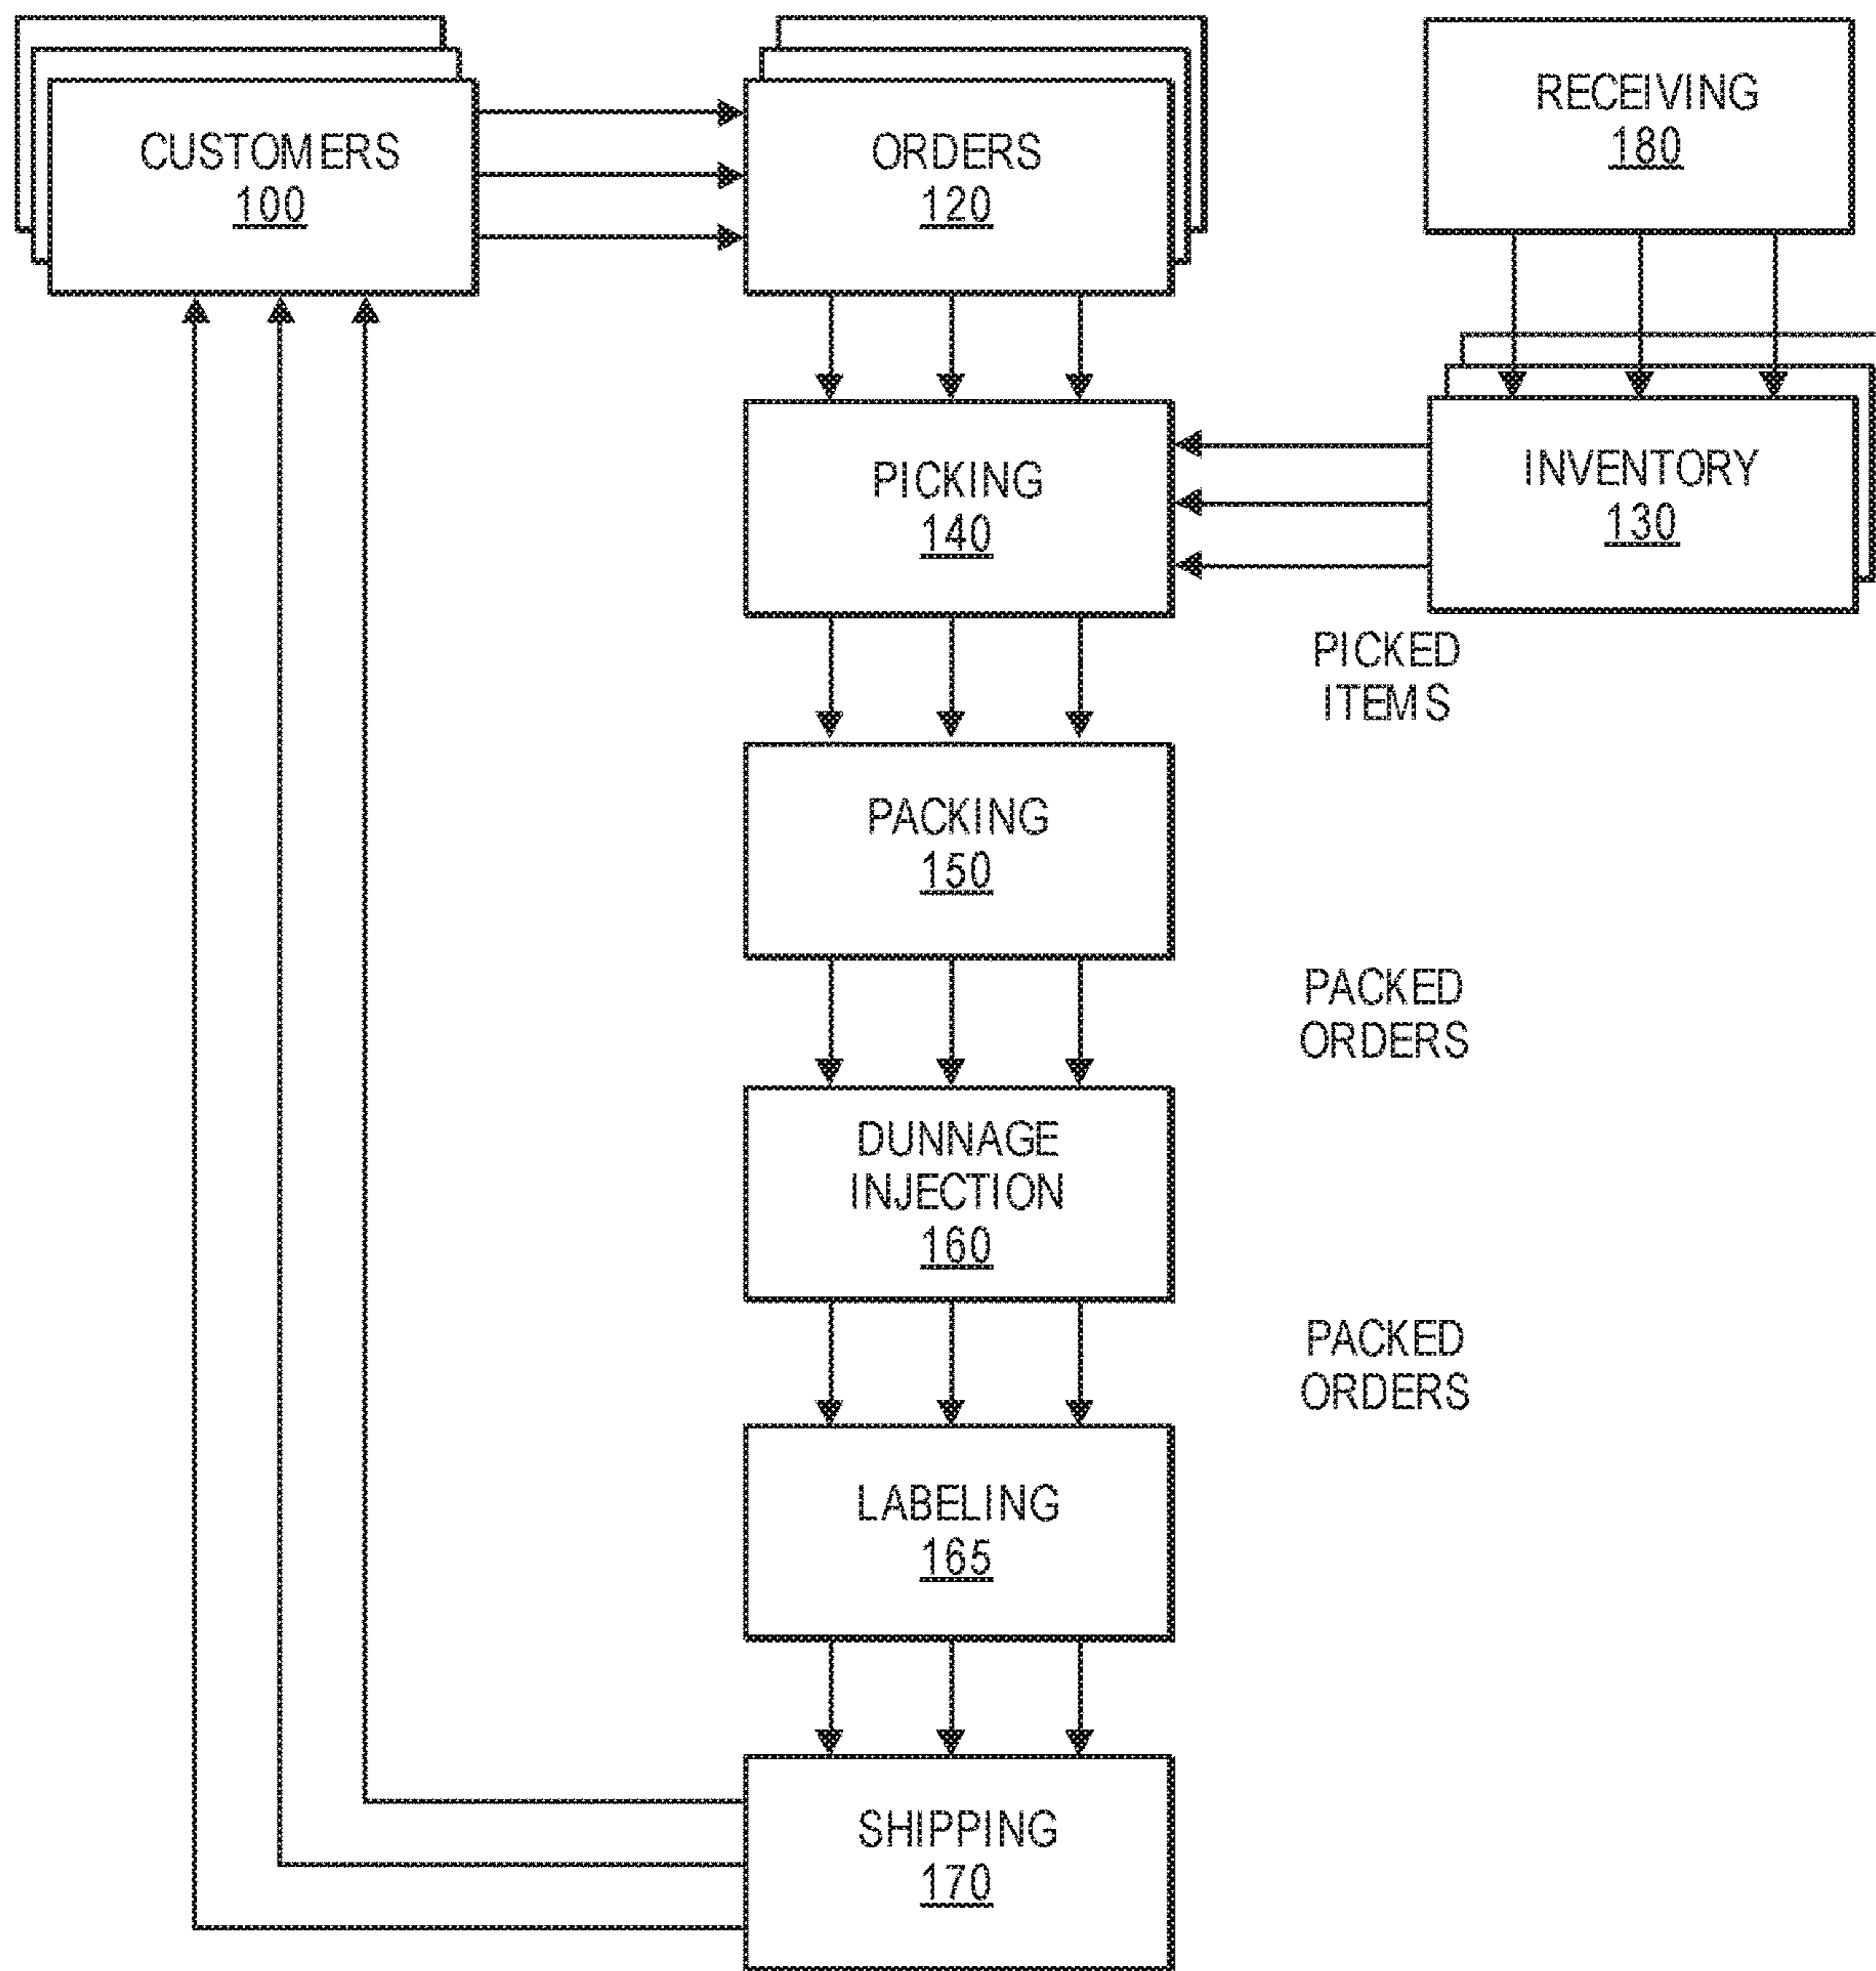 CUSTOMERS
100
ORDERS
120
RECEIVING
180
PICKING
140
INVENTORY
130
PICKED
ITEMS
PACKING
150
PACKED
ORDERS
DUNNAGE
INJECTION
160
PACKED
ORDERS
LABELING
165
SHIPPING
170